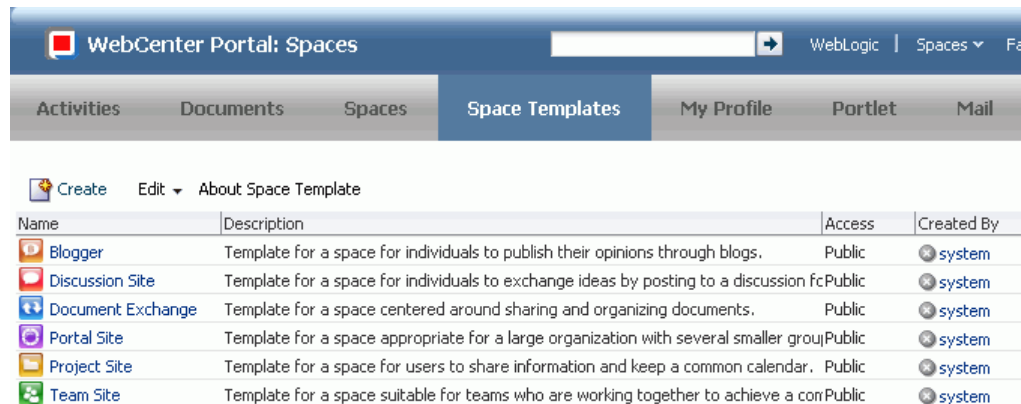 WebCenter Portal: Spaces WebLogic | Spaces
Activities Documents Spaces Space Templates My Profile Portlet Mail
Create Edit About Space Template
Name Description Access Created By
Blogger Template for a space for individuals to publish their opinions through blogs. Public system
Discussion Site Template for a space for individuals to exchange ideas by posting to a discussion Public system
Document Exchange Template for a space centered around sharing and organizing documents. Public system
Portal Site Template for a space appropriate for a large organization with several smaller Public system
Project Site Template for a space for users to share information and keep a common calendar. Public system
Team Site Template for a space suitable for teams who are working together to achieve a Public system